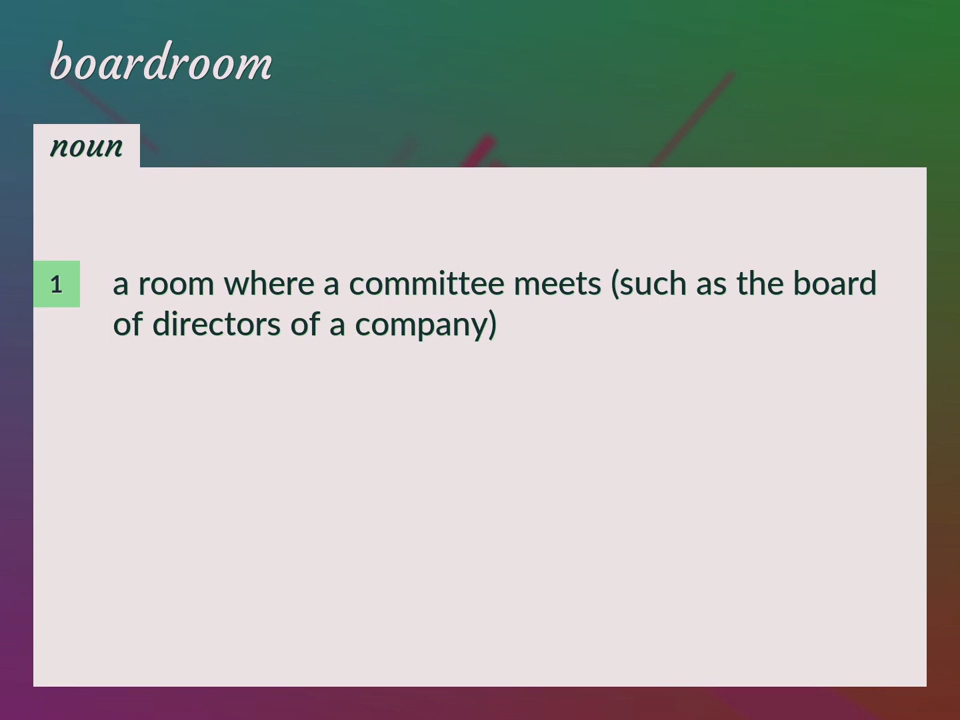 boardroom
noun
1
a room where a committee meets (such as the board
of directors of a company)